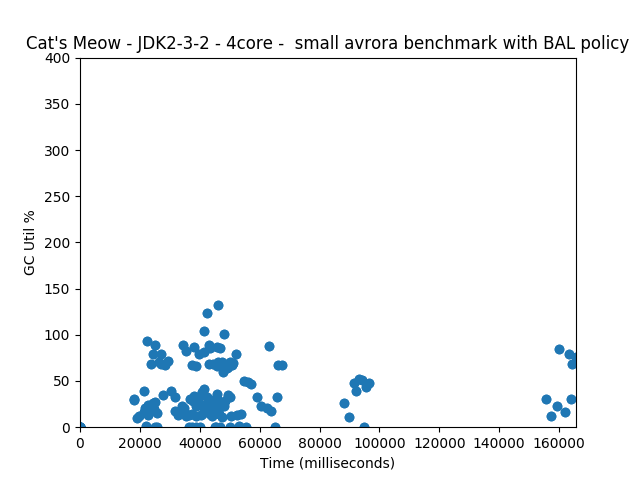 Cat's Meow - JDK2-3-2 - 4core -  small avrora benchmark with BAL policy
400
350
300
250
200
150
100
50
0
GC Util %
0 20000 40000 60000 80000 100000 120000 140000 160000
Time (milliseconds)